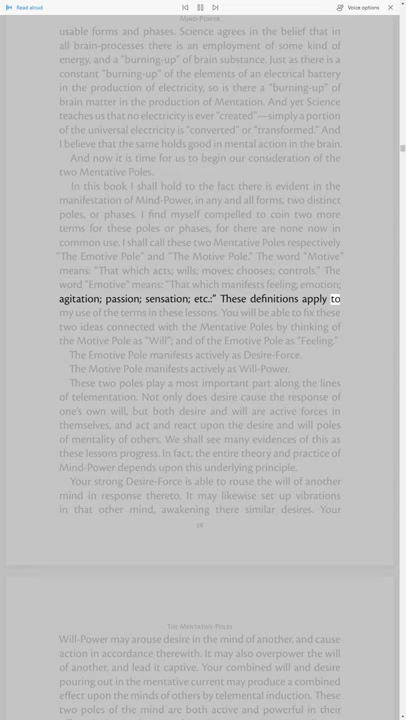 Read aloud
Voice options
MIND-POWER
usable forms and phases. Science agrees in the belief that in
all brain-processes there is an employment of some kind of
energy, and a “burning-up” of brain substance. Just as there is a
constant “burning-up” of the elements of an electrical battery
in the production of electricity, so is there a “burning-up” of
brain matter in the production of Mentation. And yet Science
teaches us that no electricity is ever “created”—simply a portion
of the universal electricity is “converted” or “transformed.” And
I believe that the same holds good in mental action in the brain.
And now it is time for us to begin our consideration of the
two Mentative Poles.
In this book I shall hold to the fact there is evident in the
manifestation of Mind-Power, in any and all forms, two distinct
poles, or phases. I find myself compelled to coin two more
terms for these poles or phases, for there are none now in
common use. I shall call these two Mentative Poles respectively
“The Emotive Pole” and “The Motive Pole.” The word “Motive”
means: “That which acts; wills; moves; chooses; controls.” The
word “Emotive” means: “That which manifests feeling; emotion;
agitation; passion; sensation; etc.:” These definitions apply to
my use of the terms in these lessons. You will be able to fix these
two ideas connected with the Mentative Poles by thinking of
the Motive Pole as “Will”; and of the Emotive Pole as “Feeling.”
The Emotive Pole manifests actively as Desire-Force.
The Motive Pole manifests actively as Will-Power.
These two poles play a most important part along the lines
of telementation. Not only does desire cause the response of
one’s own will, but both desire and will are active forces in
themselves, and act and react upon the desire and will poles
of mentality of others. We shall see many evidences of this as
these lessons progress. In fact, the entire theory and practice of
Mind-Power depends upon this underlying principle.
Your strong Desire-Force is able to rouse the will of another
mind in response thereto. It may likewise set up vibrations
in that other mind, awakening there similar desires. Your
THE MENTATIVE-POLES
Will-Power may arouse desire in the mind of another, and cause
action in accordance therewith. It may also overpower the will
of another, and lead it captive. Your combined will and desire
pouring out in the mentative current may produce a combined
effect upon the minds of others by telemental induction. These
two poles of the mind are both active and powerful in their